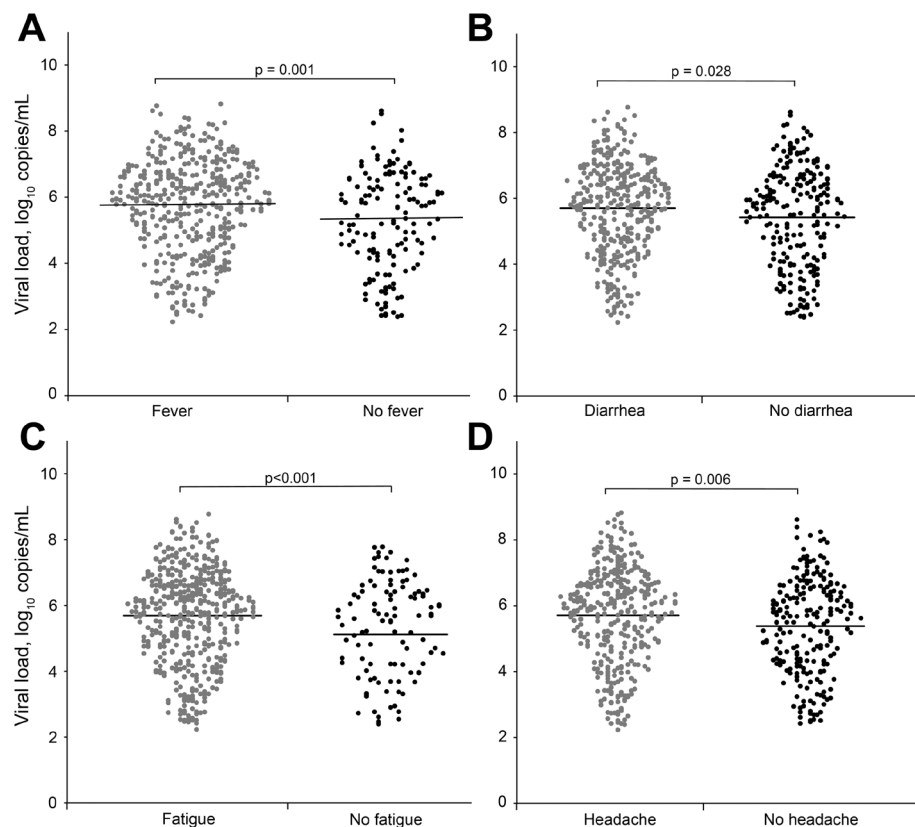 A
Viral load, log10 copies/mL
10
8
6
4
2
0
p = 0.001
Fever
No fever
B
10
8
6
4
2
0
p = 0.028
Diarrhea
No diarrhea
C
Viral load, log10 copies/mL
10
8
6
4
2
0
p<0.001
Fatigue
No fatigue
D
10
8
6
4
2
0
p = 0.006
Headache
No headache